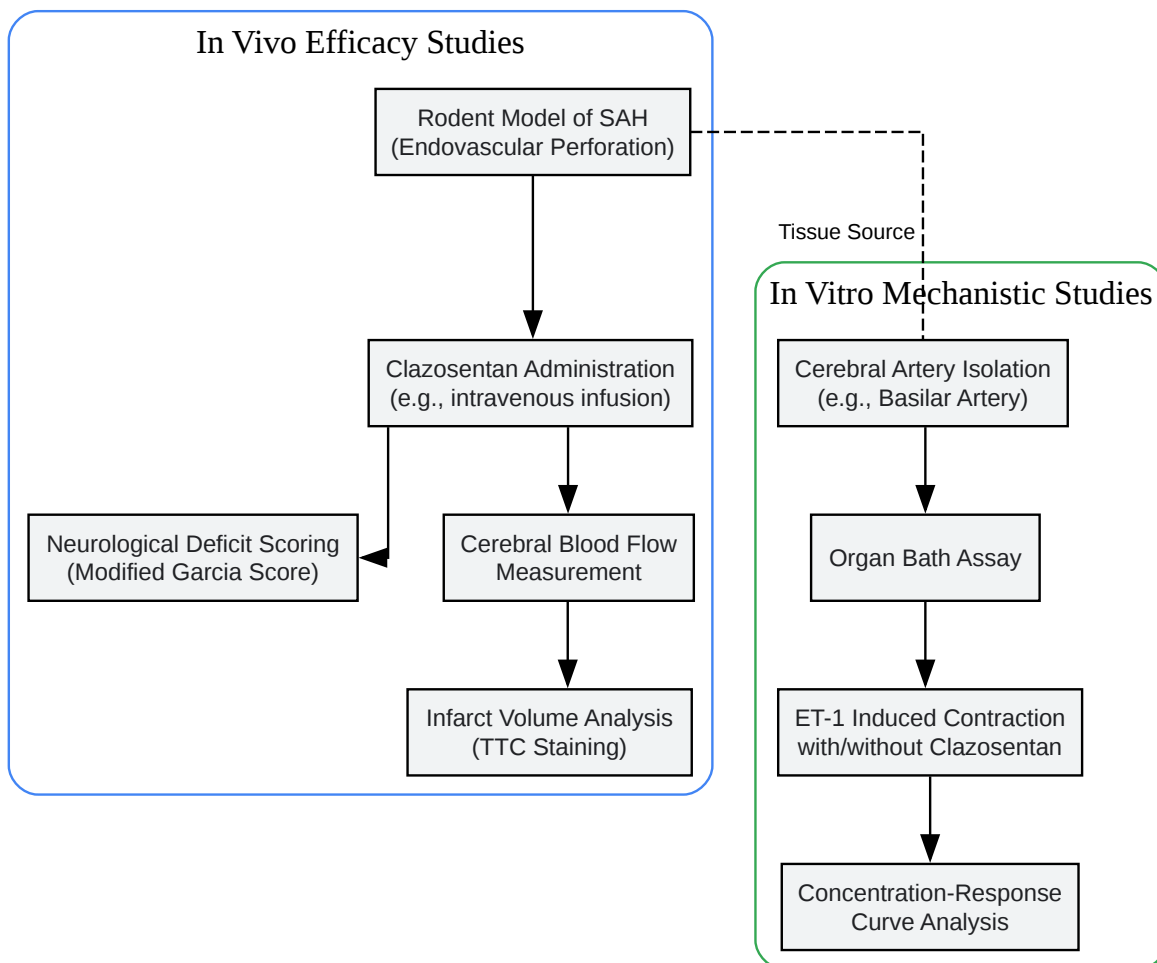 In Vivo Efficacy Studies
Rodent Model of SAH
(Endovascular Perforation)
Tissue Source
In Vitro Mechanistic Studies
Clazosentan Administration
(e.g., intravenous infusion)
Cerebral Artery Isolation
(e.g., Basilar Artery)
Neurological Deficit Scoring
(Modified Garcia Score)
Cerebral Blood Flow
Measurement
Organ Bath Assay
Infarct Volume Analysis
(TTC Staining)
ET-1 Induced Contraction
with/without Clazosentan
Concentration-Response
Curve Analysis